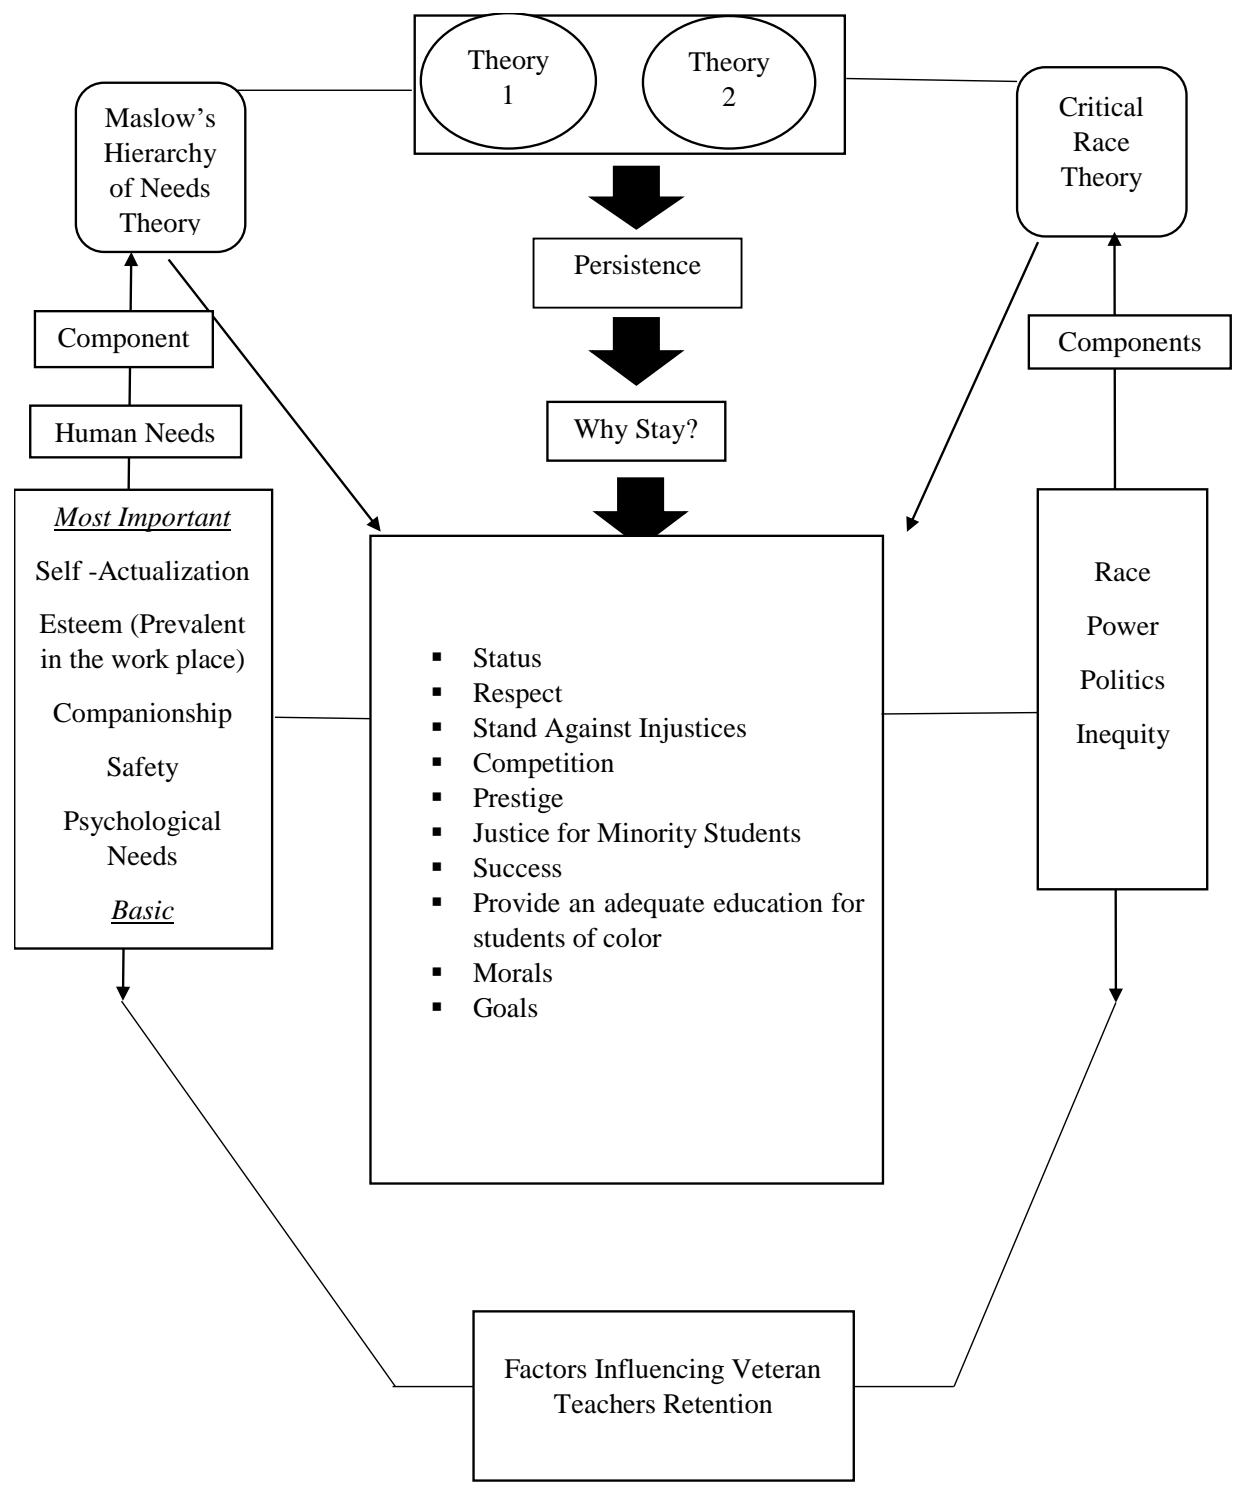 Theory
1
Theory
2
Maslow's
Hierarchy
of Needs
Theory
Critical
Race
Theory
Persistence
Component
Components
Why Stay?
Human Needs
Most Important
Self -Actualization
Esteem (Prevalent
in the work place)
Companionship
Safety
Psychological
Needs
Basic
▪ Status
▪ Respect
▪ Stand Against Injustices
▪ Competition
▪ Prestige
▪ Justice for Minority Students
▪ Success
▪ Provide an adequate education for
students of color
▪ Morals
▪ Goals
Race
Power
Politics
Inequity
Factors Influencing Veteran
Teachers Retention